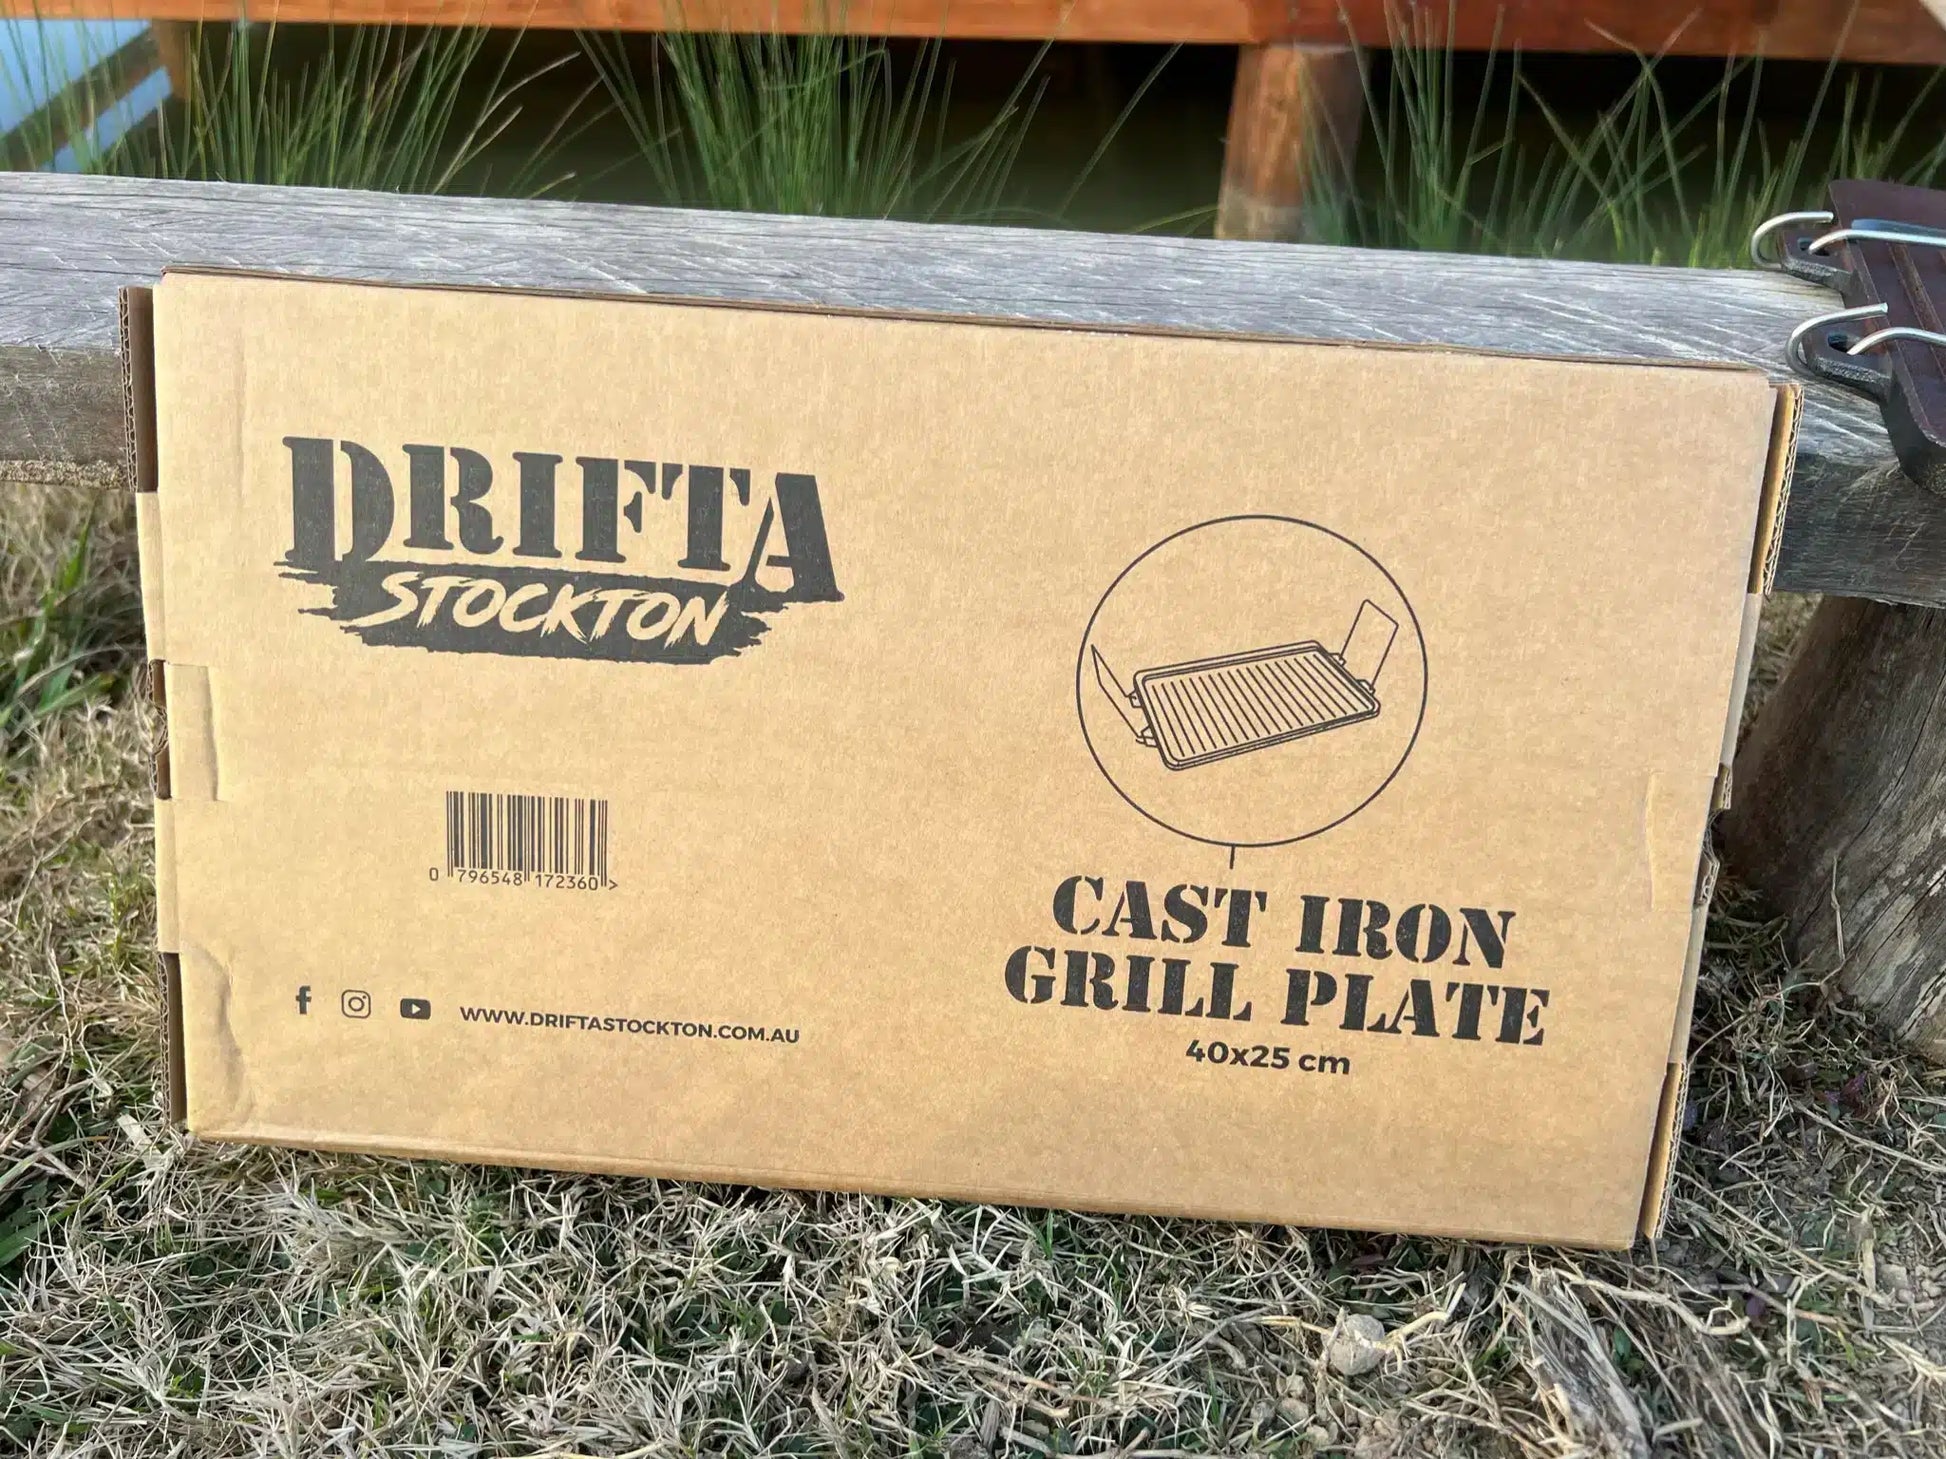 DRIFTA
STOCKTON
0 796548 172360 >
WWW.DRIFTASTOCKTON.COM.AU
CAST IRON
GRILL PLATE
40x25 cm